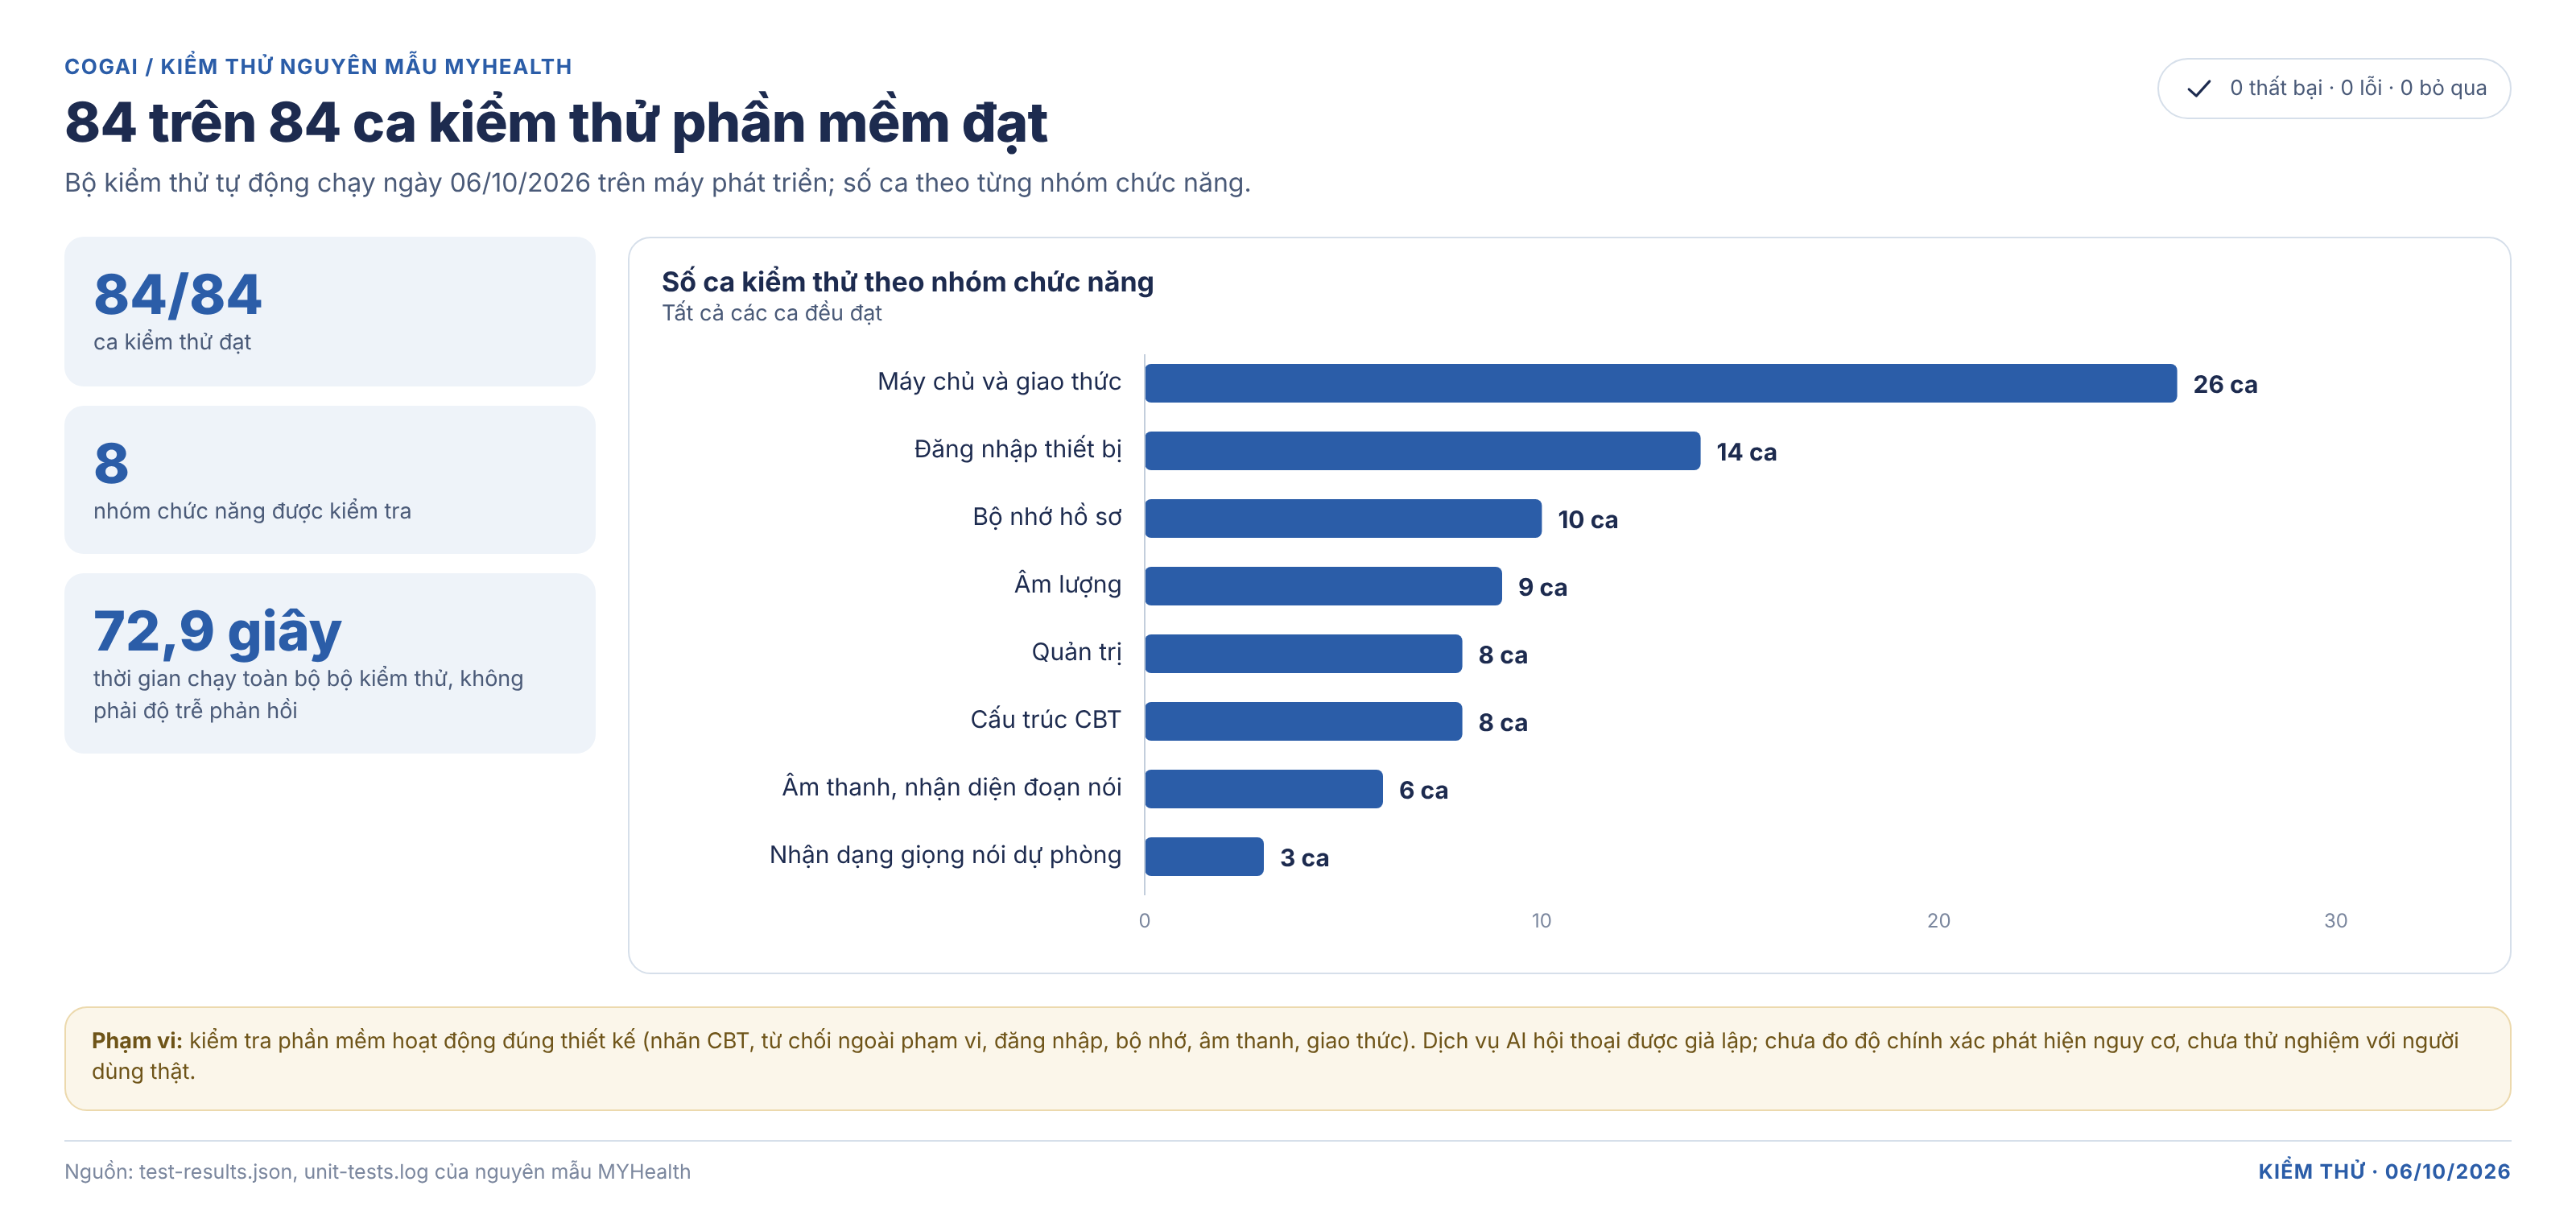 COGAI / KIỂM THỬ NGUYÊN MẪU MYHEALTH
84 trên 84 ca kiểm thử phần mềm đạt
Bộ kiểm thử tự động chạy ngày 06/10/2026 trên máy phát triển; số ca theo từng nhóm chức năng.
0 thất bại · 0 lỗi · 0 bỏ qua
84/84
ca kiểm thử đạt
8
nhóm chức năng được kiểm tra
72,9 giây
thời gian chạy toàn bộ bộ kiểm thử, không
phải độ trễ phản hồi
Số ca kiểm thử theo nhóm chức năng
Tất cả các ca đều đạt
Máy chủ và giao thức 26 ca
Đăng nhập thiết bị 14 ca
Bộ nhớ hồ sơ 10 ca
Âm lượng 9 ca
Quản trị 8 ca
Cấu trúc CBT 8 ca
Âm thanh, nhận diện đoạn nói 6 ca
Nhận dạng giọng nói dự phòng 3 ca
0 10 20 30
Phạm vi: kiểm tra phần mềm hoạt động đúng thiết kế (nhãn CBT, từ chối ngoài phạm vi, đăng nhập, bộ nhớ, âm thanh, giao thức). Dịch vụ AI hội thoại được giả lập; chưa đo độ chính xác phát hiện nguy cơ, chưa thử nghiệm với người
dùng thật.
Nguồn: test-results.json, unit-tests.log của nguyên mẫu MYHealth
KIỂM THỬ · 06/10/2026